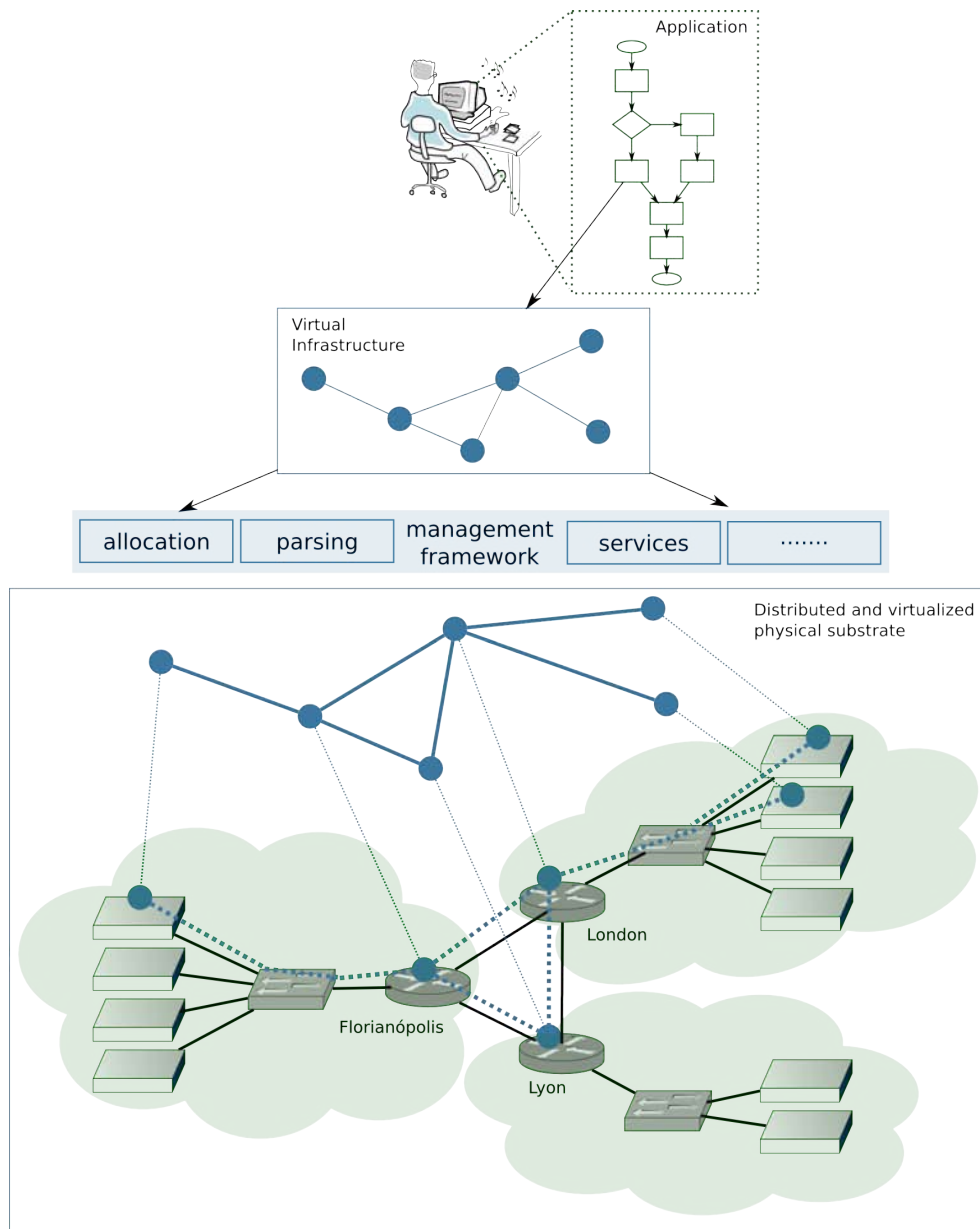 Application
Virtual
Infrastructure
allocation
parsing
management
framework
services
.......
Distributed and virtualized
physical substrate
London
Florianópolis
Lyon